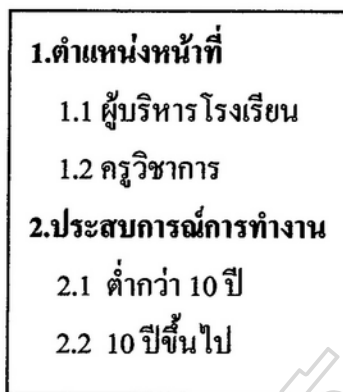 1.ตำแหน่งหน้าที่
1.1 ผู้บริหารโรงเรียน
1.2 ครูวิชาการ
2.ประสบการณ์การทำงาน
2.1 ต่ำกว่า 10 ปี
2.2 10 ปีขึ้นไป